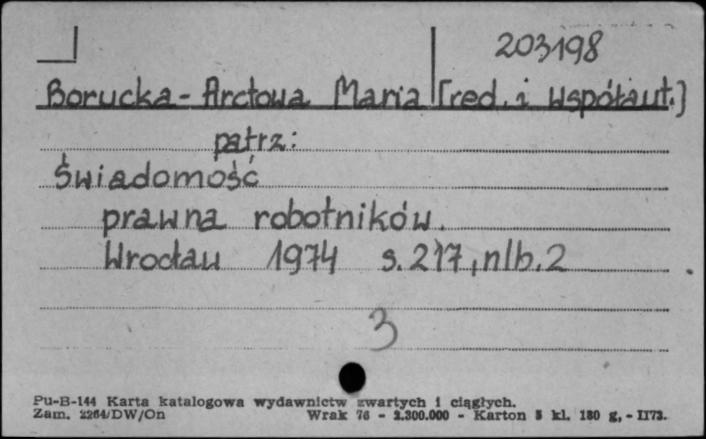 203198
Borucka-Arctowa Maria [red. i współaut.]
patrz:
Świadomość
prawna robotników.
Wrocław 1974 s. 217, nlb. 2
3
Pu-B-144 Karta katalogowa wydawnictw zwartych i ciągłych.
Zam. 2264/DW/On Wrak 76 - 2.300.000 - Karton 5 kl. 180 g, - II73.